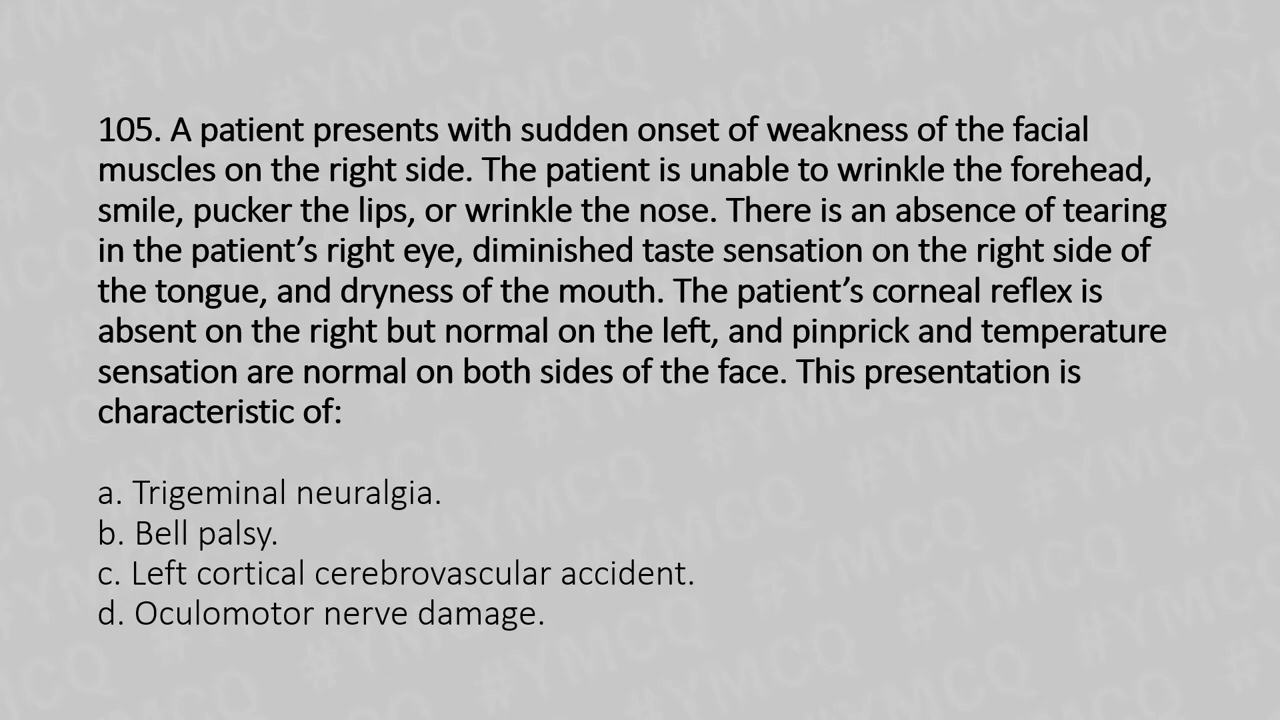 105. A patient presents with sudden onset of weakness of the facial
muscles on the right side. The patient is unable to wrinkle the forehead,
smile, pucker the lips, or wrinkle the nose. There is an absence of tearing
in the patient’s right eye, diminished taste sensation on the right side of
the tongue, and dryness of the mouth. The patient’s corneal reflex is
absent on the right but normal on the left, and pinprick and temperature
sensation are normal on both sides of the face. This presentation is
characteristic of:
a. Trigeminal neuralgia.
b. Bell palsy.
c. Left cortical cerebrovascular accident.
d. Oculomotor nerve damage.
#YMCQ